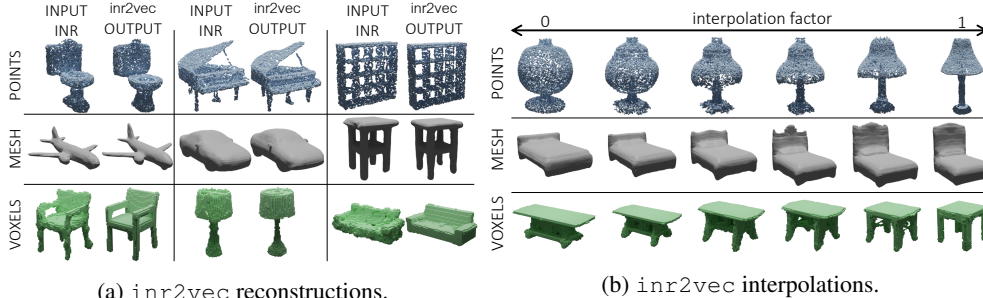 INPUT inr2vec INPUT inr2vec INPUT inr2vec
INR OUTPUT INR OUTPUT INR OUTPUT
POINTS
MESH
VOXELS
(a) inr2vec reconstructions.
0 interpolation factor 1
POINTS
MESH
VOXELS
(b) inr2vec interpolations.